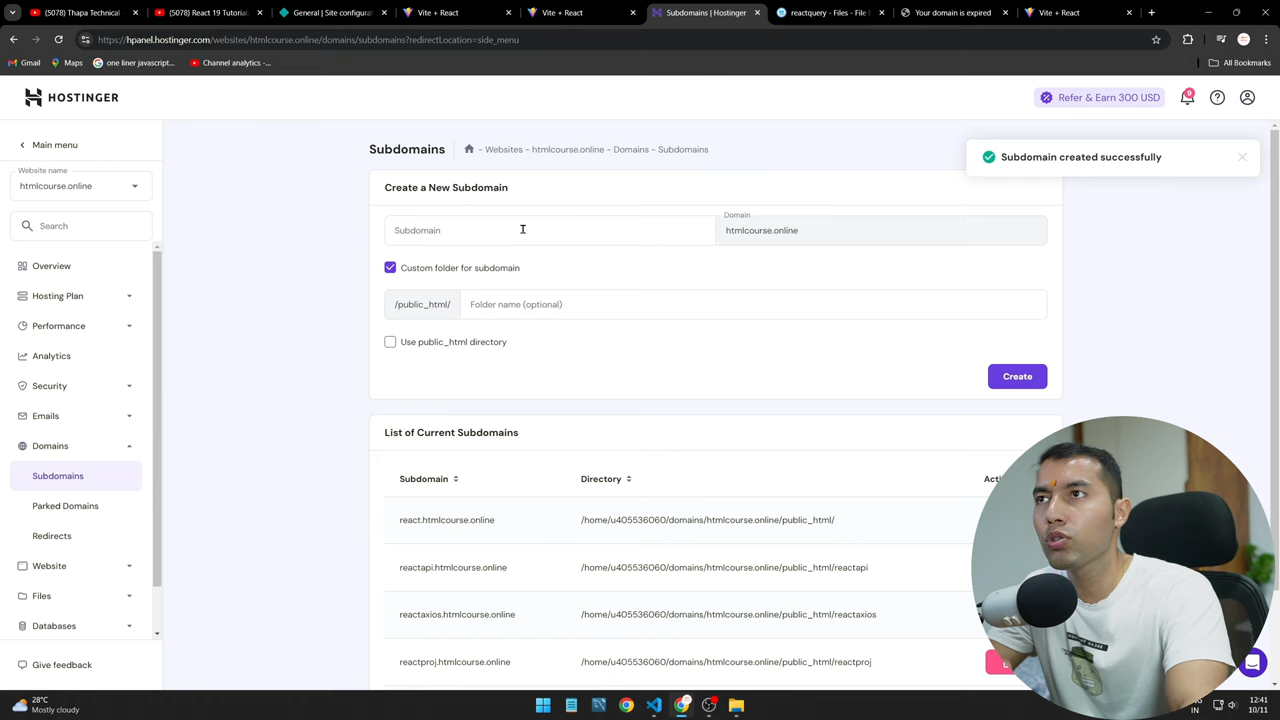 (5078) Thapa Technical
(5078) React 19 Tutorial
General | Site configurat
Vite + React
Vite + React
Subdomains | Hostinger
reactquery - Files - File
Your domain is expired
Vite + React
https://hpanel.hostinger.com/websites/htmlcourse.online/domains/subdomains?redirectLocation=side_menu
Gmail
Maps
one liner javascript...
Channel analytics -...
All Bookmarks
HOSTINGER
Refer & Earn 300 USD
9
Main menu
Subdomains
- Websites - htmlcourse.online - Domains - Subdomains
Subdomain created successfully
Website name
htmlcourse.online
Create a New Subdomain
Search
Subdomain
Domain
htmlcourse.online
Overview
Custom folder for subdomain
Hosting Plan
/public_html/
Folder name (optional)
Performance
Use public_html directory
Analytics
Create
Security
Emails
List of Current Subdomains
Domains
Subdomains
Subdomain
Directory
Parked Domains
react.htmlcourse.online
/home/u405536060/domains/htmlcourse.online/public_html/
Redirects
Website
reactapi.htmlcourse.online
/home/u405536060/domains/htmlcourse.online/public_html/reactapi
Files
reactaxios.htmlcourse.online
/home/u405536060/domains/htmlcourse.online/public_html/reactaxios
Databases
Give feedback
reactproj.htmlcourse.online
/home/u405536060/domains/htmlcourse.online/public_html/reactproj
28°C
Mostly cloudy
IN
12:41
10/11